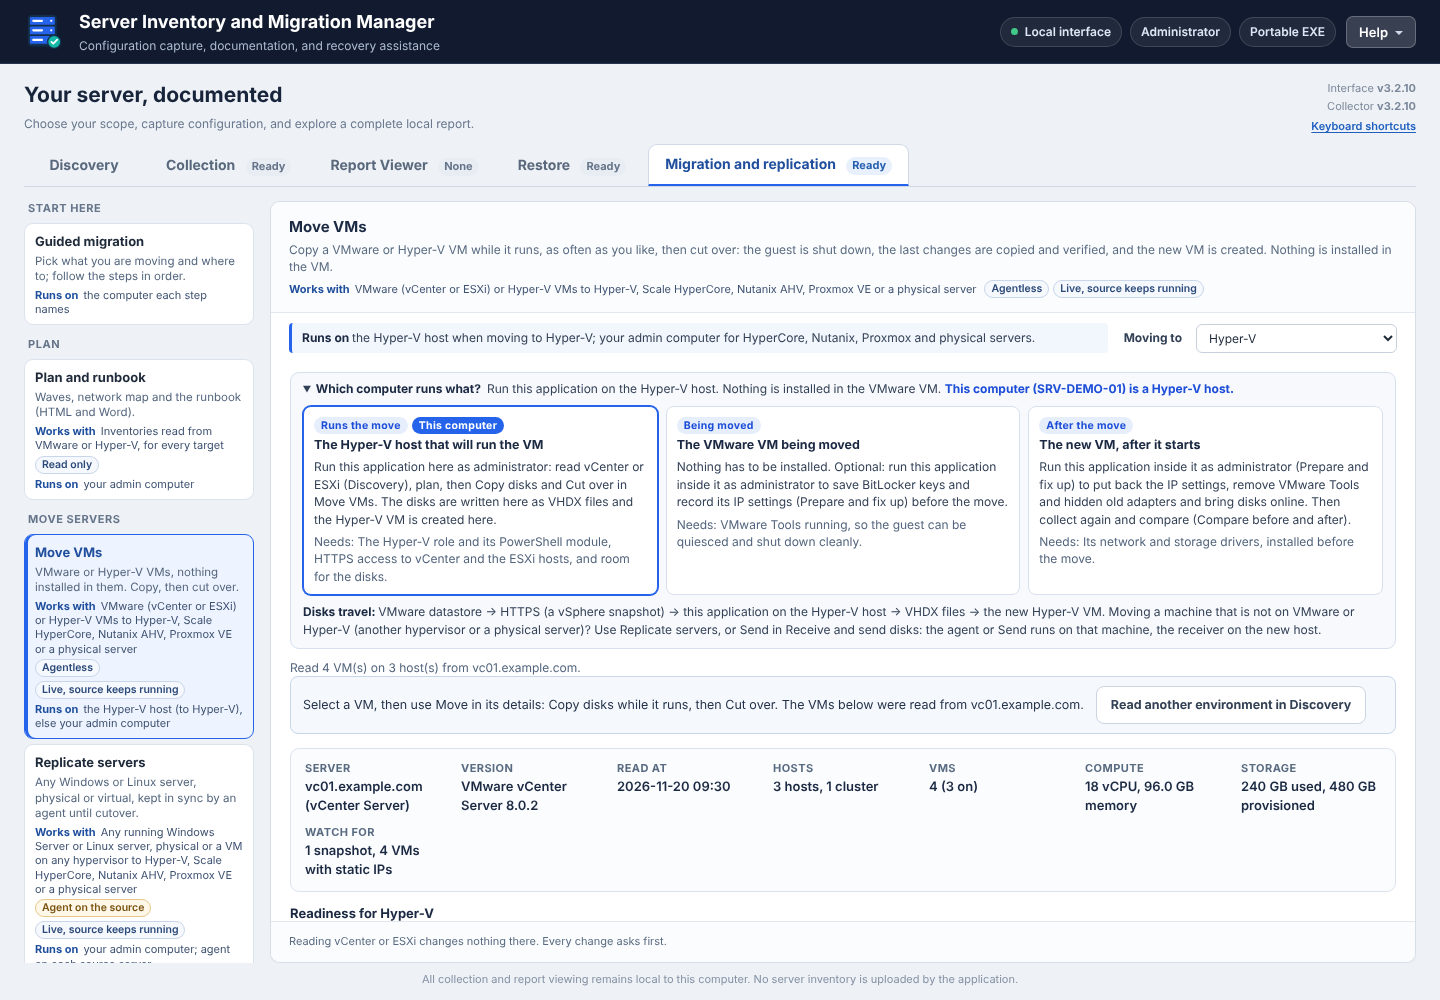 Server Inventory and Migration Manager
Configuration capture, documentation, and recovery assistance
Local interface
Administrator
Portable EXE
Help
Your server, documented
Choose your scope, capture configuration, and explore a complete local report.
Interface v3.2.10
Collector v3.2.10
Keyboard shortcuts
Discovery
Collection Ready
Report Viewer None
Restore Ready
Migration and replication Ready
START HERE
Guided migration
Pick what you are moving and where
to; follow the steps in order.
Runs on the computer each step
names
PLAN
Plan and runbook
Waves, network map and the runbook
(HTML and Word).
Works with Inventories read from
VMware or Hyper-V, for every target
Read only
Runs on your admin computer
MOVE SERVERS
Move VMs
VMware or Hyper-V VMs, nothing
installed in them. Copy, then cut over.
Works with VMware (vCenter or ESXi)
or Hyper-V VMs to Hyper-V, Scale
HyperCore, Nutanix AHV, Proxmox VE
or a physical server
Agentless
Live, source keeps running
Runs on the Hyper-V host (to Hyper-V),
else your admin computer
Replicate servers
Any Windows or Linux server,
physical or virtual, kept in sync by an
agent until cutover.
Works with Any running Windows
Server or Linux server, physical or a VM
on any hypervisor to Hyper-V, Scale
HyperCore, Nutanix AHV, Proxmox VE
or a physical server
Agent on the source
Live, source keeps running
Runs on your admin computer; agent
Move VMs
Copy a VMware or Hyper-V VM while it runs, as often as you like, then cut over: the guest is shut down, the last changes are copied and verified, and the new VM is created. Nothing is installed in
the VM.
Works with VMware (vCenter or ESXi) or Hyper-V VMs to Hyper-V, Scale HyperCore, Nutanix AHV, Proxmox VE or a physical server Agentless Live, source keeps running
Runs on the Hyper-V host when moving to Hyper-V; your admin computer for HyperCore, Nutanix, Proxmox and physical servers.
Moving to Hyper-V
Which computer runs what? Run this application on the Hyper-V host. Nothing is installed in the VMware VM. This computer (SRV-DEMO-01) is a Hyper-V host.
Runs the move This computer
The Hyper-V host that will run the VM
Run this application here as administrator: read vCenter or
ESXi (Discovery), plan, then Copy disks and Cut over in
Move VMs. The disks are written here as VHDX files and
the Hyper-V VM is created here.
Needs: The Hyper-V role and its PowerShell module,
HTTPS access to vCenter and the ESXi hosts, and room
for the disks.
Being moved
The VMware VM being moved
Nothing has to be installed. Optional: run this application
inside it as administrator to save BitLocker keys and
record its IP settings (Prepare and fix up) before the move.
Needs: VMware Tools running, so the guest can be
quiesced and shut down cleanly.
After the move
The new VM, after it starts
Run this application inside it as administrator (Prepare and
fix up) to put back the IP settings, remove VMware Tools
and hidden old adapters and bring disks online. Then
collect again and compare (Compare before and after).
Needs: Its network and storage drivers, installed before
the move.
Disks travel: VMware datastore → HTTPS (a vSphere snapshot) → this application on the Hyper-V host → VHDX files → the new Hyper-V VM. Moving a machine that is not on VMware or
Hyper-V (another hypervisor or a physical server)? Use Replicate servers, or Send in Receive and send disks: the agent or Send runs on that machine, the receiver on the new host.
Read 4 VM(s) on 3 host(s) from vc01.example.com.
Select a VM, then use Move in its details: Copy disks while it runs, then Cut over. The VMs below were read from vc01.example.com.
Read another environment in Discovery
SERVER
vc01.example.com
(vCenter Server)
VERSION
VMware vCenter
Server 8.0.2
READ AT
2026-11-20 09:30
HOSTS
3 hosts, 1 cluster
VMS
4 (3 on)
COMPUTE
18 vCPU, 96.0 GB
memory
STORAGE
240 GB used, 480 GB
provisioned
WATCH FOR
1 snapshot, 4 VMs
with static IPs
Readiness for Hyper-V
Reading vCenter or ESXi changes nothing there. Every change asks first.
All collection and report viewing remains local to this computer. No server inventory is uploaded by the application.